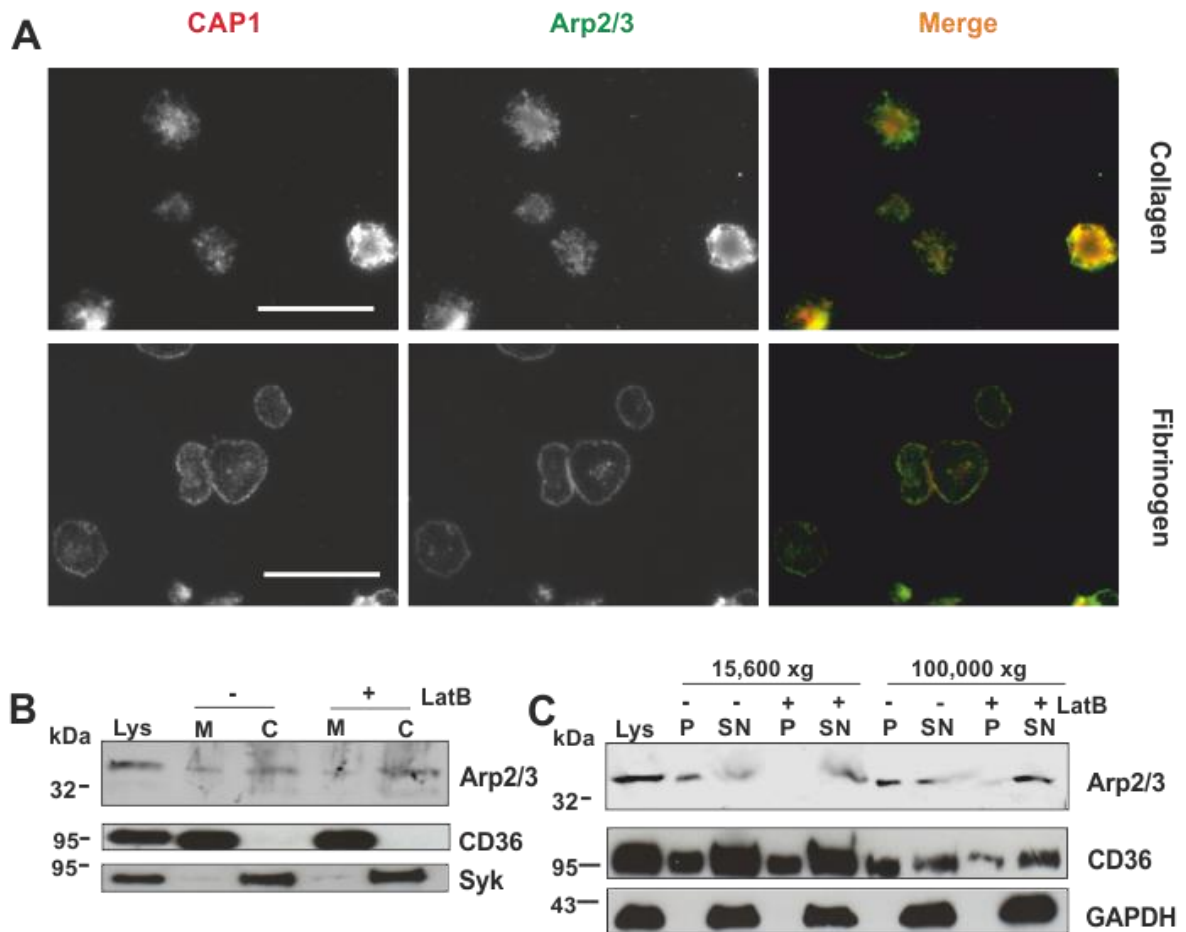 A
CAP1 Arp2/3 Merge
Collagen
Fibrinogen
B
- + LatB
kDa Lys M C M C
Arp2/3
32
95 CD36
95 Syk
C
15,600 xg 100,000 xg
- - + + - - + + LatB
kDa Lys P SN P SN P SN P SN
Arp2/3
32
CD36
95
43
GAPDH